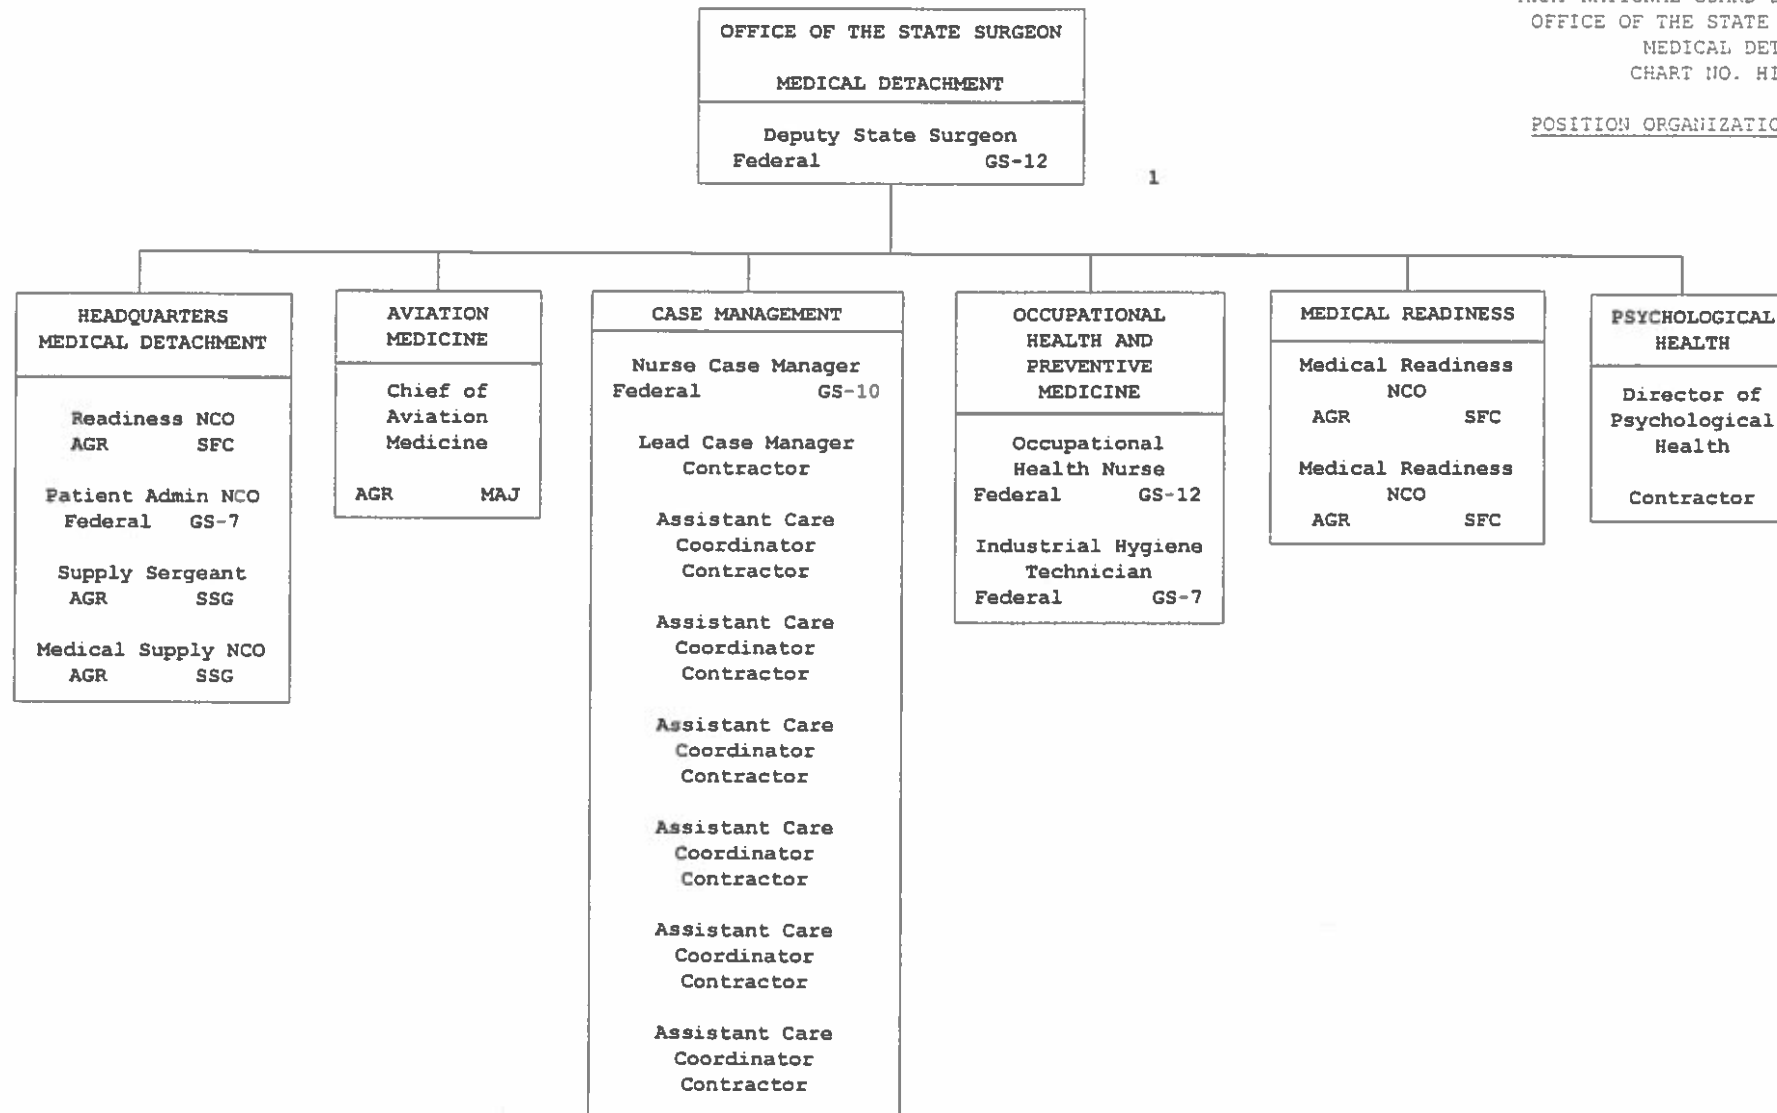 OFFICE OF THE STATE SURGEON
MEDICAL DETACHMENT
Deputy State Surgeon
Federal GS-12
1
OFFICE OF THE STATE
MEDICAL DET
CHART NO. HI
POSITION ORGANIZATIO
HEADQUARTERS
MEDICAL DETACHMENT
Readiness NCO
AGR SFC
Patient Admin NCO
Federal GS-7
Supply Sergeant
AGR SSG
Medical Supply NCO
AGR SSG
AVIATION
MEDICINE
Chief of
Aviation
Medicine
AGR MAJ
CASE MANAGEMENT
Nurse Case Manager
Federal GS-10
Lead Case Manager
Contractor
Assistant Care
Coordinator
Contractor
Assistant Care
Coordinator
Contractor
Assistant Care
Coordinator
Contractor
Assistant Care
Coordinator
Contractor
Assistant Care
Coordinator
Contractor
Assistant Care
Coordinator
Contractor
OCCUPATIONAL
HEALTH AND
PREVENTIVE
MEDICINE
Occupational
Health Nurse
Federal GS-12
Industrial Hygiene
Technician
Federal GS-7
MEDICAL READINESS
Medical Readiness
NCO
AGR SFC
Medical Readiness
NCO
AGR SFC
PSYCHOLOGICAL
HEALTH
Director of
Psychological
Health
Contractor